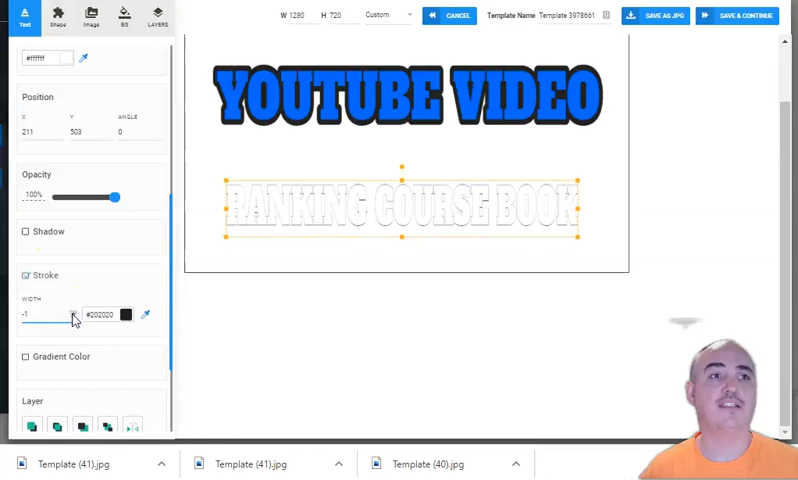 Text
Shape
Image
BG
LAYERS
W 1280
H 720
Custom
CANCEL
Template Name
Template 3978661
SAVE AS JPG
SAVE & CONTINUE
#ffffff
Position
X
Y
ANGLE
211
503
0
Opacity
100%
Shadow
Stroke
WIDTH
-1
#202020
Gradient Color
Layer
YOUTUBE VIDEO
RANKING COURSE BOOK
Template (41).jpg
Template (41).jpg
Template (40).jpg